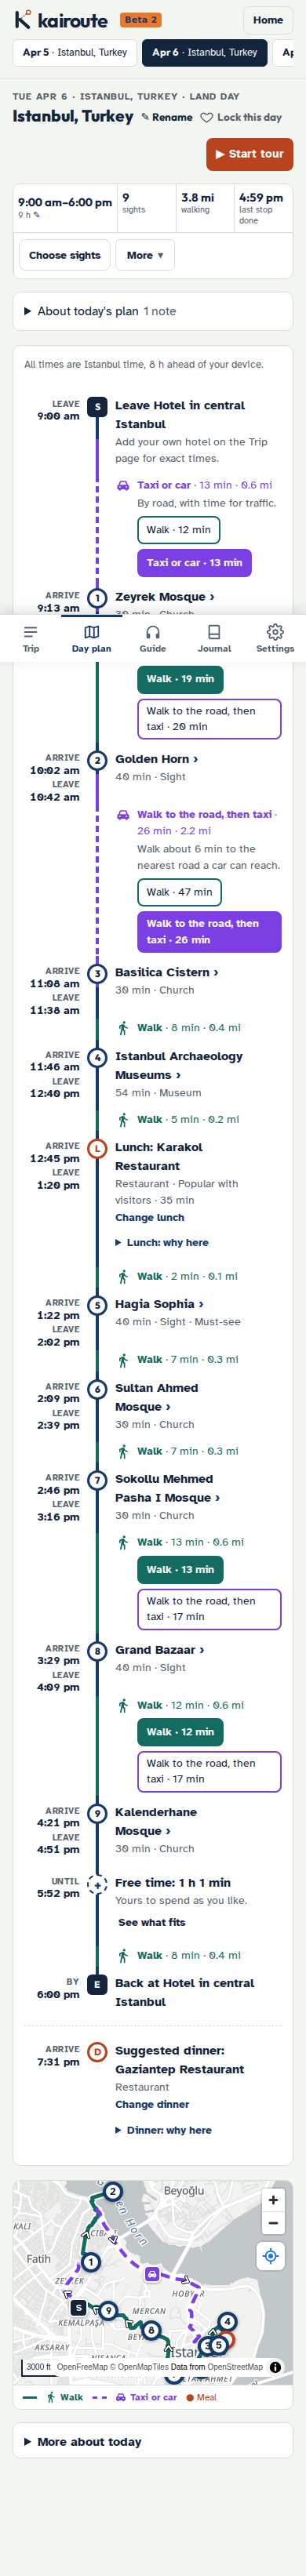 kairoute Beta 2 Home
Apr 5 · Istanbul, Turkey Apr 6 · Istanbul, Turkey Ap
TUE APR 6 · ISTANBUL, TURKEY · LAND DAY
Istanbul, Turkey ✎ Rename ♡ Lock this day
▶ Start tour
9:00 am–6:00 pm 9 3.8 mi 4:59 pm
9 h ✎ sights walking last stop
done
Choose sights More ▼
▶ About today's plan 1 note
All times are Istanbul time, 8 h ahead of your device.
LEAVE S Leave Hotel in central
9:00 am Istanbul
Add your own hotel on the Trip
page for exact times.
Taxi or car · 13 min · 0.6 mi
By road, with time for traffic.
Walk · 12 min
Taxi or car · 13 min
ARRIVE 1 Zeyrek Mosque ›
9:13 am
Trip Day plan Guide Journal Settings
Walk · 19 min
Walk to the road, then
taxi · 20 min
ARRIVE 2 Golden Horn ›
10:02 am 40 min · Sight
LEAVE
10:42 am
Walk to the road, then taxi ·
26 min · 2.2 mi
Walk about 6 min to the
nearest road a car can reach.
Walk · 47 min
Walk to the road, then
taxi · 26 min
ARRIVE 3 Basilica Cistern ›
11:08 am 30 min · Church
LEAVE
11:38 am
Walk · 8 min · 0.4 mi
ARRIVE 4 Istanbul Archaeology
11:46 am Museums ›
LEAVE 54 min · Museum
12:40 pm
Walk · 5 min · 0.2 mi
ARRIVE L Lunch: Karakol
12:45 pm Restaurant
LEAVE Restaurant · Popular with
1:20 pm visitors · 35 min
Change lunch
▶ Lunch: why here
Walk · 2 min · 0.1 mi
ARRIVE 5 Hagia Sophia ›
1:22 pm 40 min · Sight · Must-see
LEAVE
2:02 pm
Walk · 7 min · 0.3 mi
ARRIVE 6 Sultan Ahmed
2:09 pm Mosque ›
LEAVE 30 min · Church
2:39 pm
Walk · 7 min · 0.3 mi
ARRIVE 7 Sokollu Mehmed
2:46 pm Pasha I Mosque ›
LEAVE 30 min · Church
3:16 pm
Walk · 13 min · 0.6 mi
Walk · 13 min
Walk to the road, then
taxi · 17 min
ARRIVE 8 Grand Bazaar ›
3:29 pm 40 min · Sight
LEAVE
4:09 pm
Walk · 12 min · 0.6 mi
Walk · 12 min
Walk to the road, then
taxi · 17 min
ARRIVE 9 Kalenderhane
4:21 pm Mosque ›
LEAVE 30 min · Church
4:51 pm
UNTIL + Free time: 1 h 1 min
5:52 pm Yours to spend as you like.
See what fits
Walk · 8 min · 0.4 mi
BY E Back at Hotel in central
6:00 pm Istanbul
ARRIVE D Suggested dinner:
7:31 pm Gaziantep Restaurant
Restaurant
Change dinner
▶ Dinner: why here
2 Beyoğlu +
Horn −
KALI
Fatih 1
S 9 MERCAN
KEMALPAŞA 8 4
AKSARAY 5
3000 ft OpenFreeMap © OpenMapTiles Data from OpenStreetMap
Walk Taxi or car Meal
▶ More about today